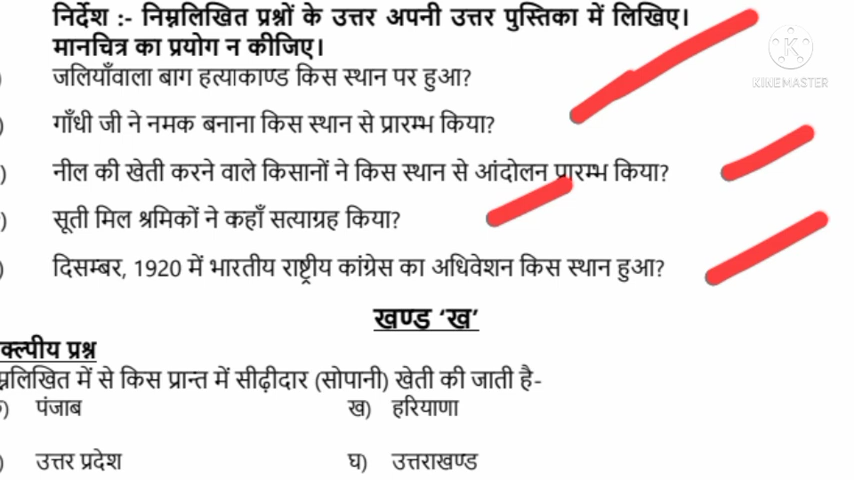 निर्देश :- निम्नलिखित प्रश्नों के उत्तर अपनी उत्तर पुस्तिका में लिखिए।
मानचित्र का प्रयोग न कीजिए।
) जलियाँवाला बाग हत्याकाण्ड किस स्थान पर हुआ?
KINEMASTER
) गाँधी जी ने नमक बनाना किस स्थान से प्रारम्भ किया?
) नील की खेती करने वाले किसानों ने किस स्थान से आंदोलन प्रारम्भ किया?
) सूती मिल श्रमिकों ने कहाँ सत्याग्रह किया?
) दिसम्बर, 1920 में भारतीय राष्ट्रीय कांग्रेस का अधिवेशन किस स्थान हुआ?
खण्ड ‘ख’
क्ल्पीय प्रश्न
म्नलिखित में से किस प्रान्त में सीढ़ीदार (सोपानी) खेती की जाती है-
) पंजाब ख) हरियाणा
) उत्तर प्रदेश घ) उत्तराखण्ड